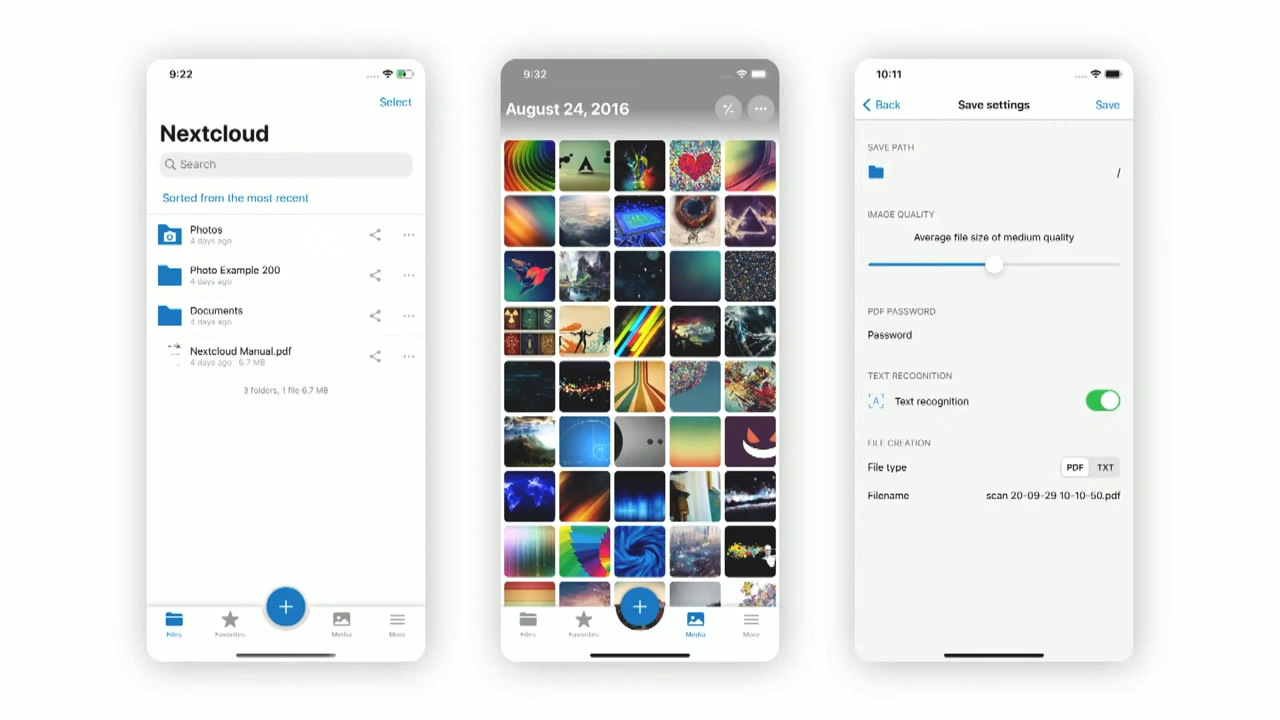 9:22
Select
Nextcloud
Search
Sorted from the most recent
Photos
4 days ago
Photo Example 200
4 days ago
Documents
4 days ago
Nextcloud Manual.pdf
4 days ago · 6.7 MB
3 folders, 1 file 6.7 MB
Files
Favorites
Media
More
9:32
August 24, 2016
Files
Favorites
Media
More
10:11
Back
Save settings
Save
SAVE PATH
/
IMAGE QUALITY
Average file size of medium quality
PDF PASSWORD
Password
TEXT RECOGNITION
A
Text recognition
FILE CREATION
File type
PDF
TXT
Filename
scan 20-09-29 10-10-50.pdf